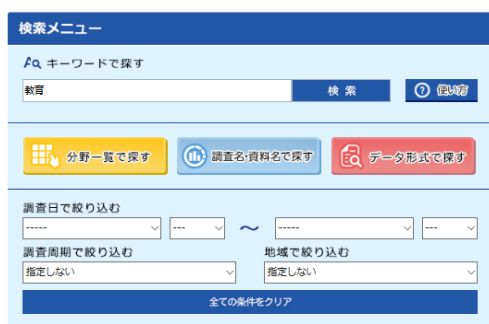 検索メニュー
キーワードで探す
教育
検索
使い方
分野一覧で探す
調査名・資料名で探す
データ形式で探す
調査日で絞り込む
----- --- ～ ----- ---
調査周期で絞り込む 地域で絞り込む
指定しない 指定しない
全ての条件をクリア